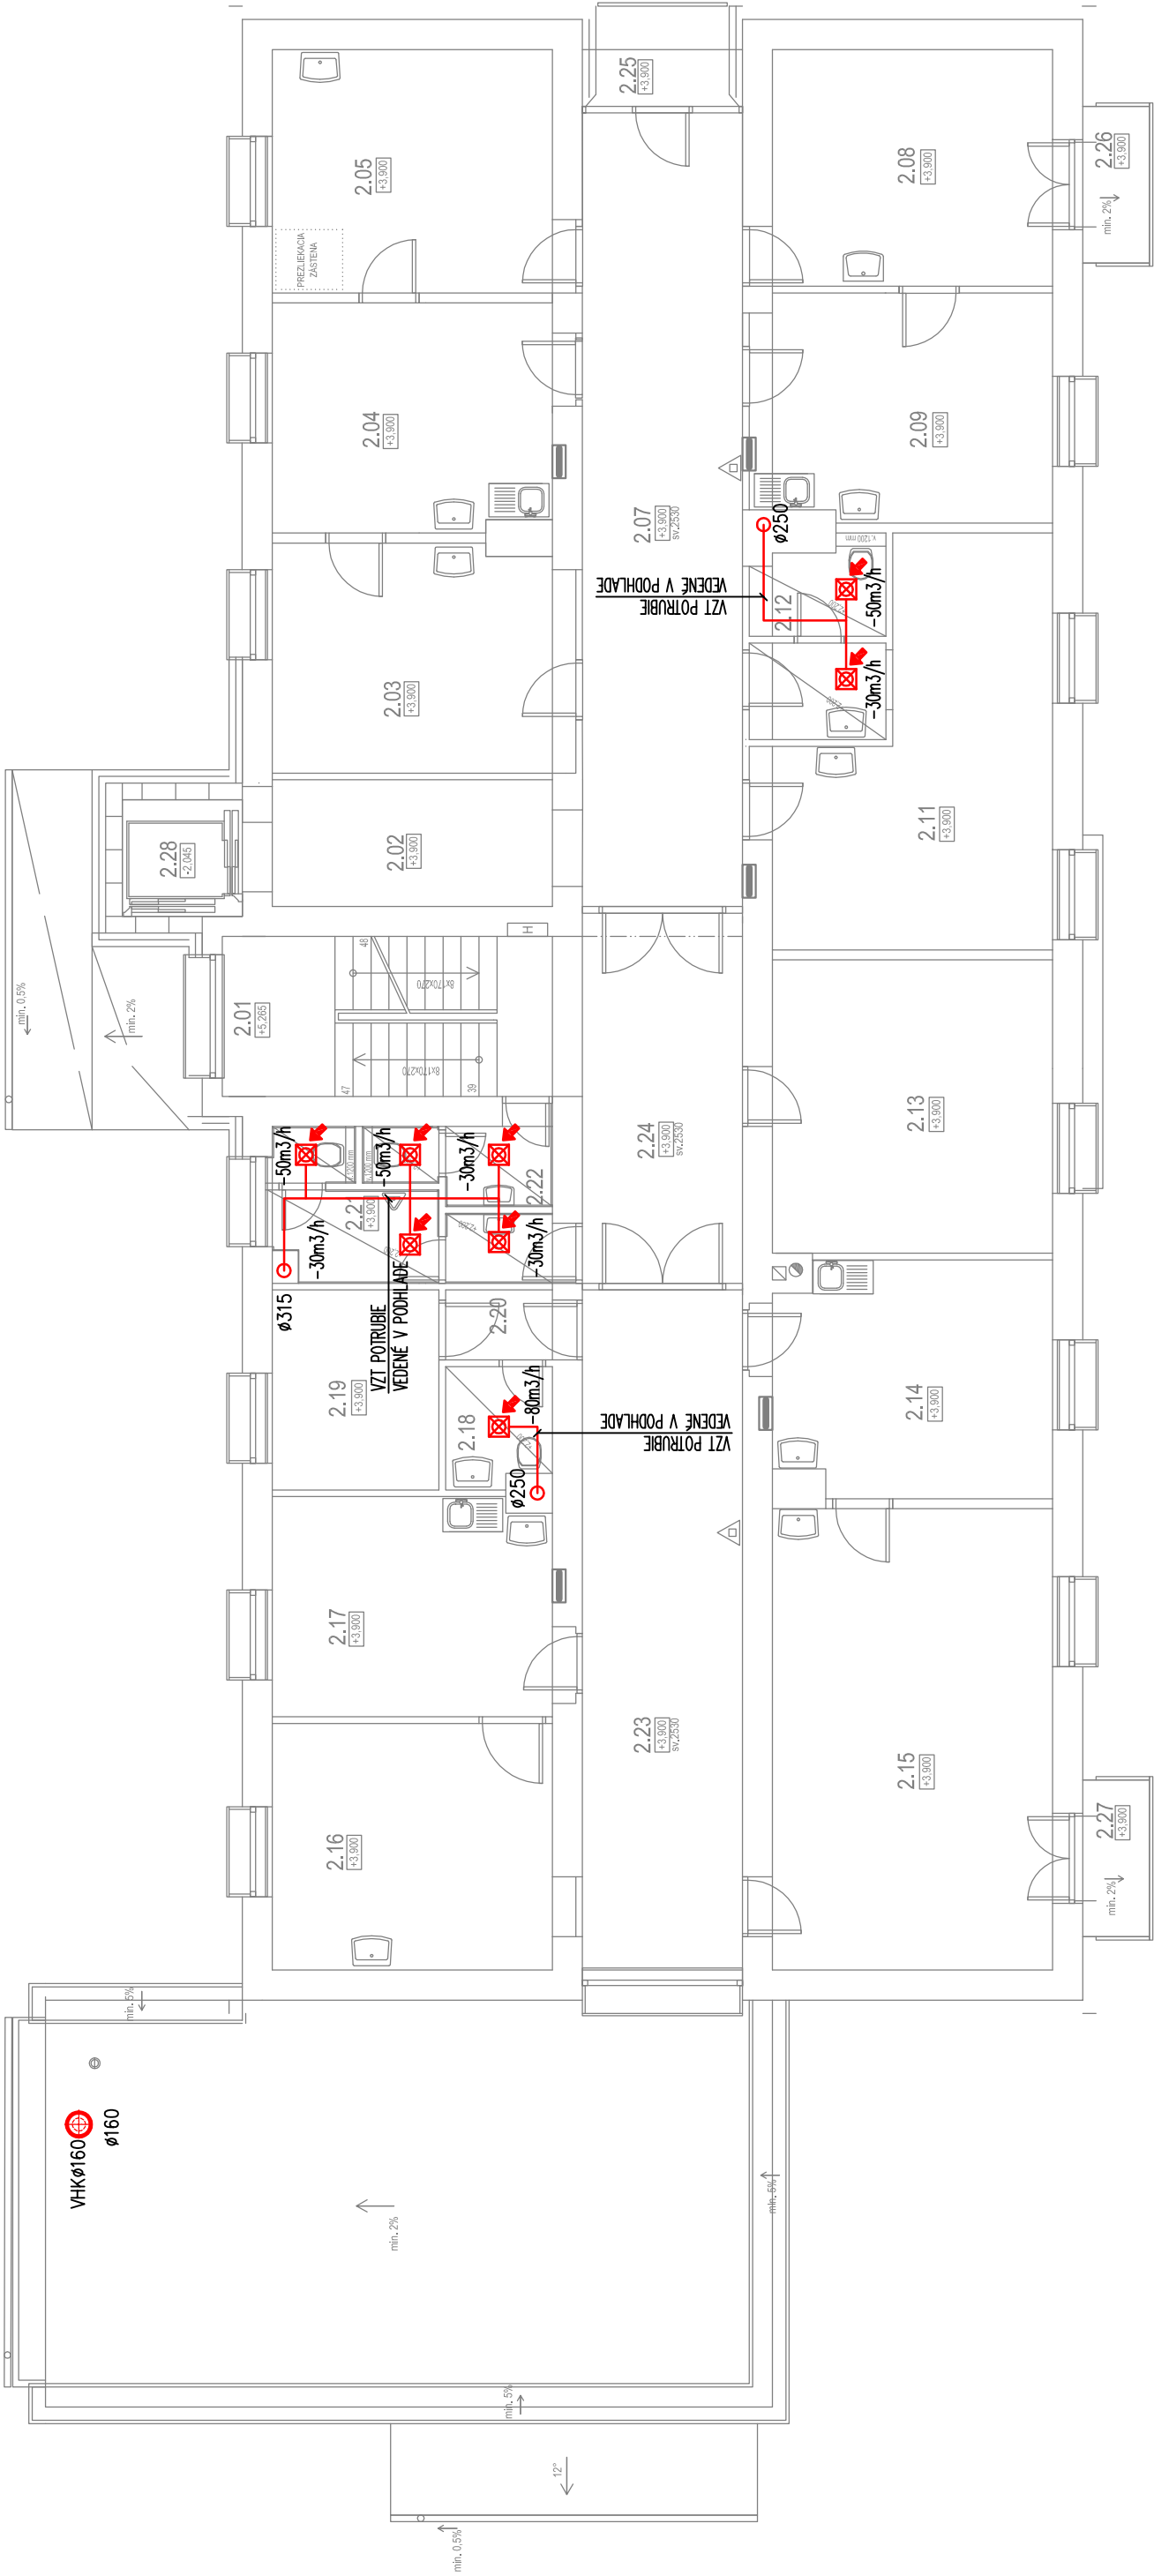 2.25
+3,900
2.05
+3,900
2.08
+3,900
2.26
+3,900
min. 2%
PREZLIEKACIA
ZÁSTENA
2.04
+3,900
2.09
+3,900
2.07
+3,900
sv.2530
ø250
v.1200 mm
VZT POTRUBIE
VEDENÉ V PODHLADE
2.12
-50m3/h
-30m3/h
2.03
+3,900
2.02
+3,900
2.11
+3,900
2.28
-2,045
H
48
8x170x270
2.01
+5,265
min. 0,5%
min. 2%
47
39
8x170x270
2.24
+3,900
sv.2530
2.13
+3,900
-50m3/h
-50m3/h
-30m3/h
2.21
+3,900
2.22
-30m3/h
-30m3/h
ø315
VZT POTRUBIE
VEDENÉ V PODHLADE
2.20
2.19
+3,900
2.18
-80m3/h
VZT POTRUBIE
VEDENÉ V PODHLADE
ø250
2.14
+3,900
2.17
+3,900
2.23
+3,900
sv.2530
2.15
+3,900
2.16
+3,900
2.27
+3,900
min. 2%
min. 5%
VHKø160
ø160
min. 2%
min. 5%
min. 5%
12°
min. 0,5%